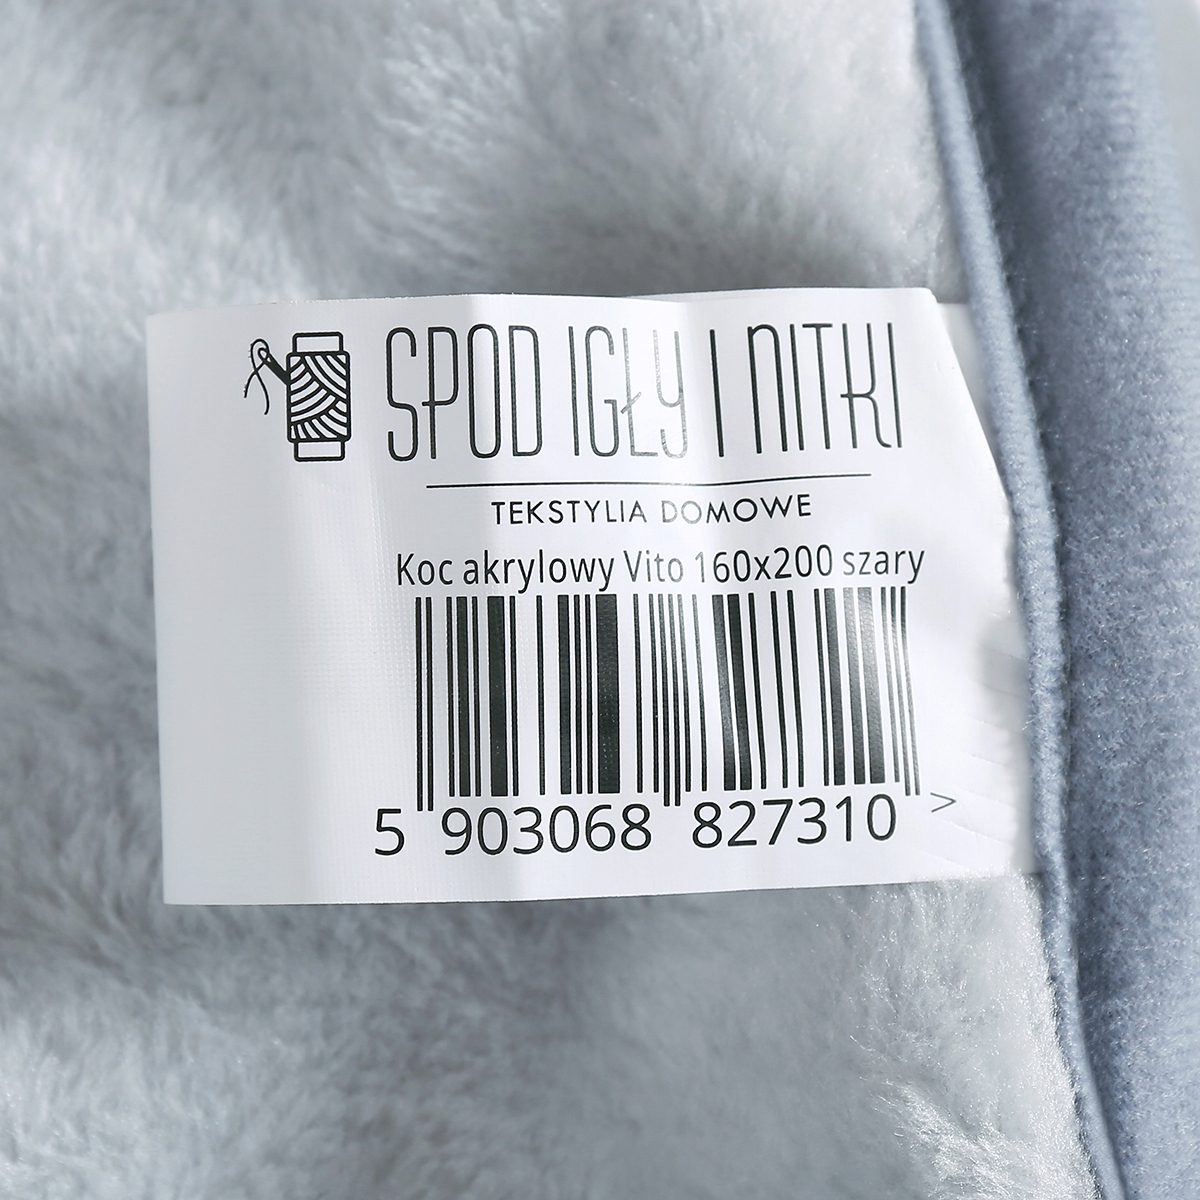 SPOD IGŁY I NITKI
TEKSTYLIA DOMOWE
Koc akrylowy Vito 160x200 szary
5 903068 827310 >